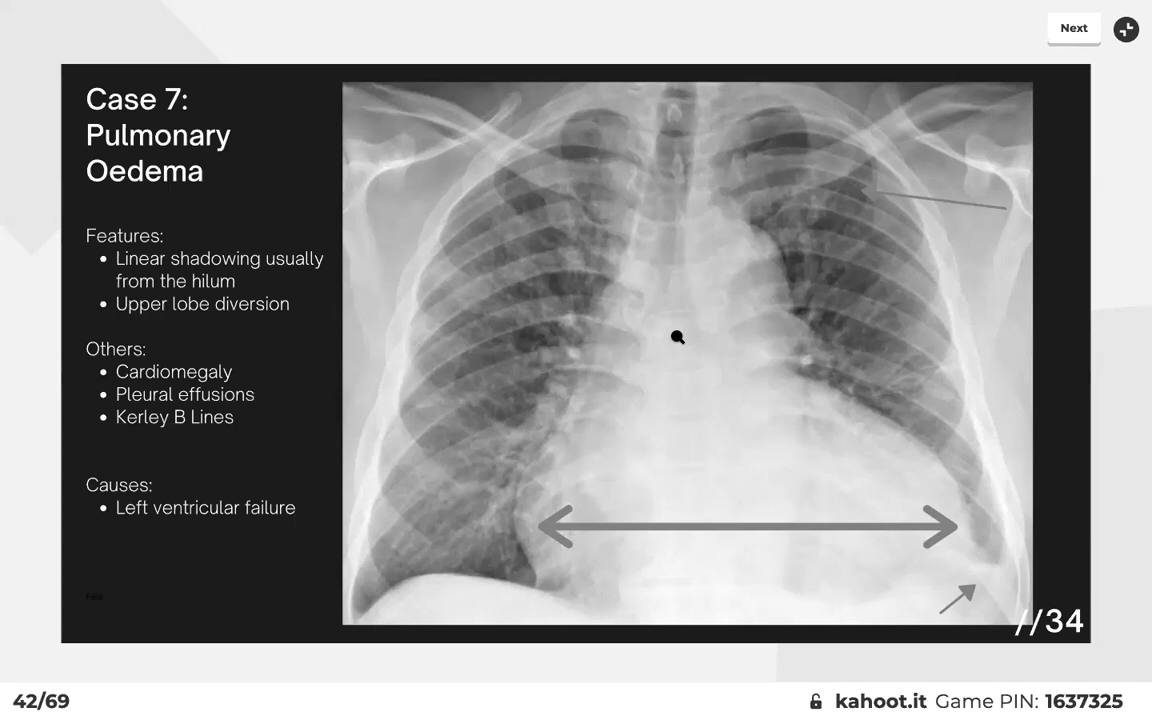 Next
Case 7:
Pulmonary
Oedema
Features:
• Linear shadowing usually
from the hilum
• Upper lobe diversion
Others:
• Cardiomegaly
• Pleural effusions
• Kerley B Lines
Causes:
• Left ventricular failure
//34
42/69
kahoot.it Game PIN: 1637325